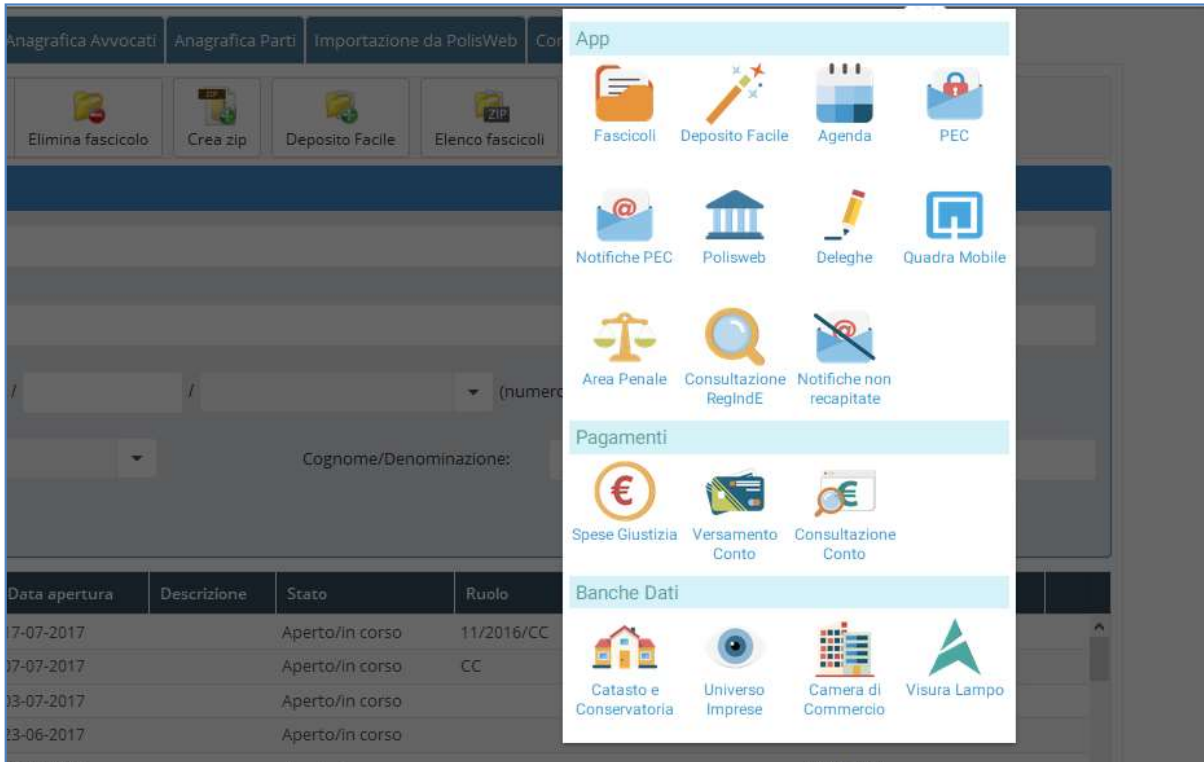 Anagrafica Avvocati
Anagrafica Parti
Importazione da PolisWeb
Elimina fascicolo
Crea zip
Deposito Facile
Elenco fascicoli
/
/
(numero
Cognome/Denominazione:
Data apertura
Descrizione
Stato
Ruolo
17-07-2017
Aperto/in corso
11/2016/CC
07-07-2017
Aperto/in corso
CC
03-07-2017
Aperto/in corso
23-06-2017
Aperto/in corso
App
Fascicoli
Deposito Facile
Agenda
PEC
Notifiche PEC
Polisweb
Deleghe
Quadra Mobile
Area Penale
Consultazione
RegIndE
Notifiche non
recapitate
Pagamenti
Spese Giustizia
Versamento
Conto
Consultazione
Conto
Banche Dati
Catasto e
Conservatoria
Universo
Imprese
Camera di
Commercio
Visura Lampo